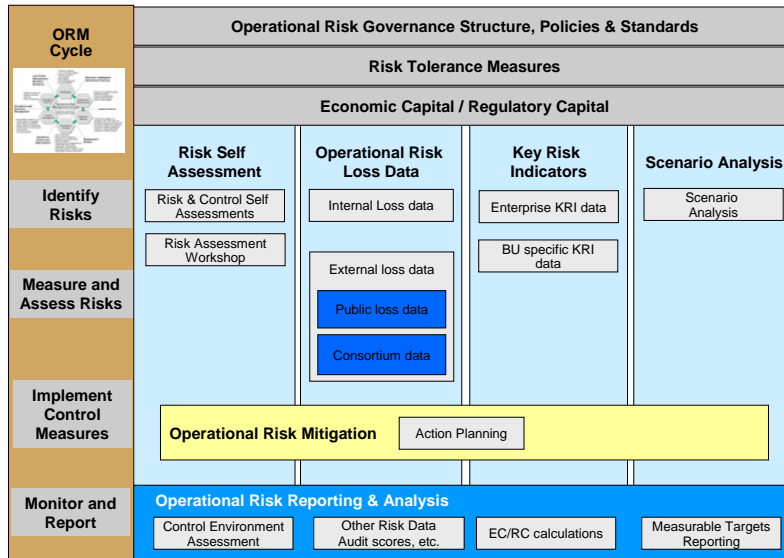 ORM
Cycle
Operational Risk Governance Structure, Policies & Standards
Risk Tolerance Measures
Economic Capital / Regulatory Capital
Risk Self
Assessment
Operational Risk
Loss Data
Key Risk
Indicators
Scenario Analysis
Identify
Risks
Risk & Control Self
Assessments
Internal Loss data
Enterprise KRI data
Scenario
Analysis
Risk Assessment
Workshop
External loss data
BU specific KRI
data
Measure and
Assess Risks
Public loss data
Consortium data
Implement
Control
Measures
Operational Risk Mitigation
Action Planning
Monitor and
Report
Operational Risk Reporting & Analysis
Control Environment
Assessment
Other Risk Data
Audit scores, etc.
EC/RC calculations
Measurable Targets
Reporting